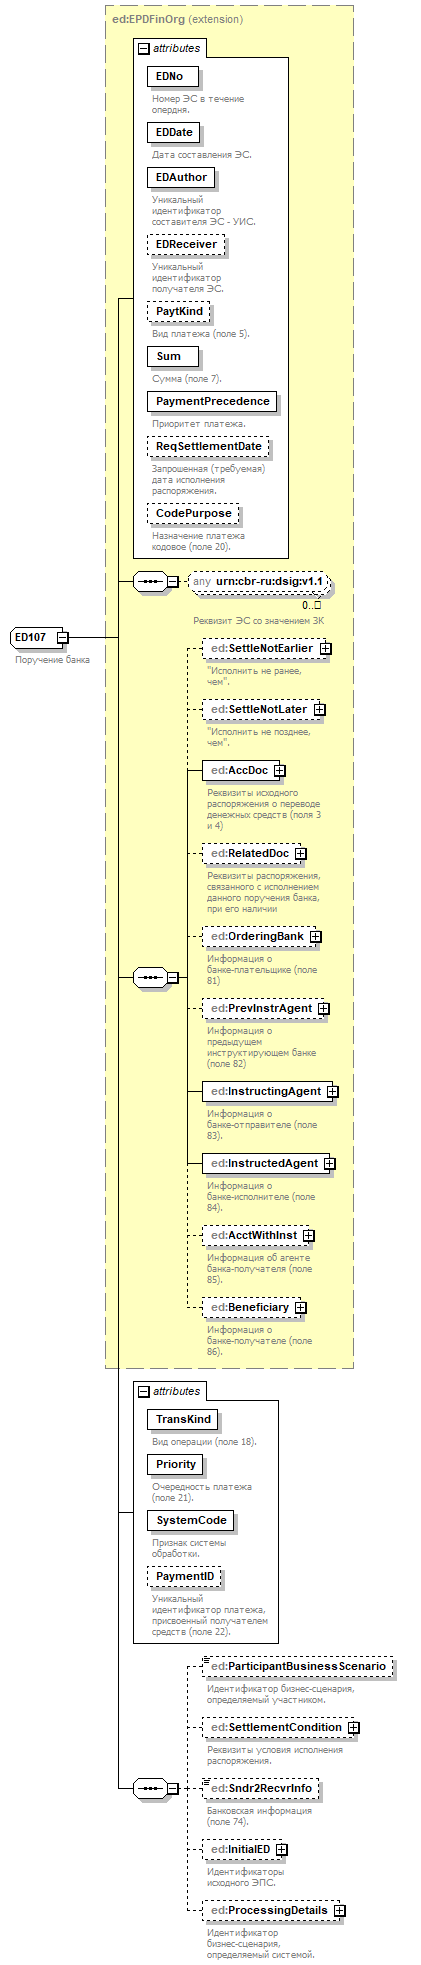 ed:EPDFinOrg (extension)
attributes
EDNo
Номер ЭС в течение
опердня.
EDDate
Дата составления ЭС.
EDAuthor
Уникальный
идентификатор
составителя ЭС - УИС.
EDReceiver
Уникальный
идентификатор
получателя ЭС.
PaytKind
Вид платежа (поле 5).
Sum
Сумма (поле 7).
PaymentPrecedence
Приоритет платежа.
ReqSettlementDate
Запрошенная (требуемая)
дата исполнения
распоряжения.
CodePurpose
Назначение платежа
кодовое (поле 20).
any urn:cbr-ru:dsig:v1.1
0..
Реквизит ЭС со значением ЗК
ED107
Поручение банка
ed:SettleNotEarlier
"Исполнить не ранее,
чем".
ed:SettleNotLater
"Исполнить не позднее,
чем".
ed:AccDoc
Реквизиты исходного
распоряжения о переводе
денежных средств (поля 3
и 4)
ed:RelatedDoc
Реквизиты распоряжения,
связанного с исполнением
данного поручения банка,
при его наличии
ed:OrderingBank
Информация о
банке-плательщике (поле
81)
ed:PrevInstrAgent
Информация о
предыдущем
инструктирующем банке
(поле 82)
ed:InstructingAgent
Информация о
банке-отправителе (поле
83).
ed:InstructedAgent
Информация о
банке-исполнителе (поле
84).
ed:AcctWithInst
Информация об агенте
банка-получателя (поле
85).
ed:Beneficiary
Информация о
банке-получателе (поле
86).
attributes
TransKind
Вид операции (поле 18).
Priority
Очередность платежа
(поле 21).
SystemCode
Признак системы
обработки.
PaymentID
Уникальный
идентификатор платежа,
присвоенный получателем
средств (поле 22).
ed:ParticipantBusinessScenario
Идентификатор бизнес-сценария,
определяемый участником.
ed:SettlementCondition
Реквизиты условия исполнения
распоряжения.
ed:Sndr2RecvrInfo
Банковская информация
(поле 74).
ed:InitialED
Идентификаторы
исходного ЭПС.
ed:ProcessingDetails
Идентификатор
бизнес-сценария,
определяемый системой.